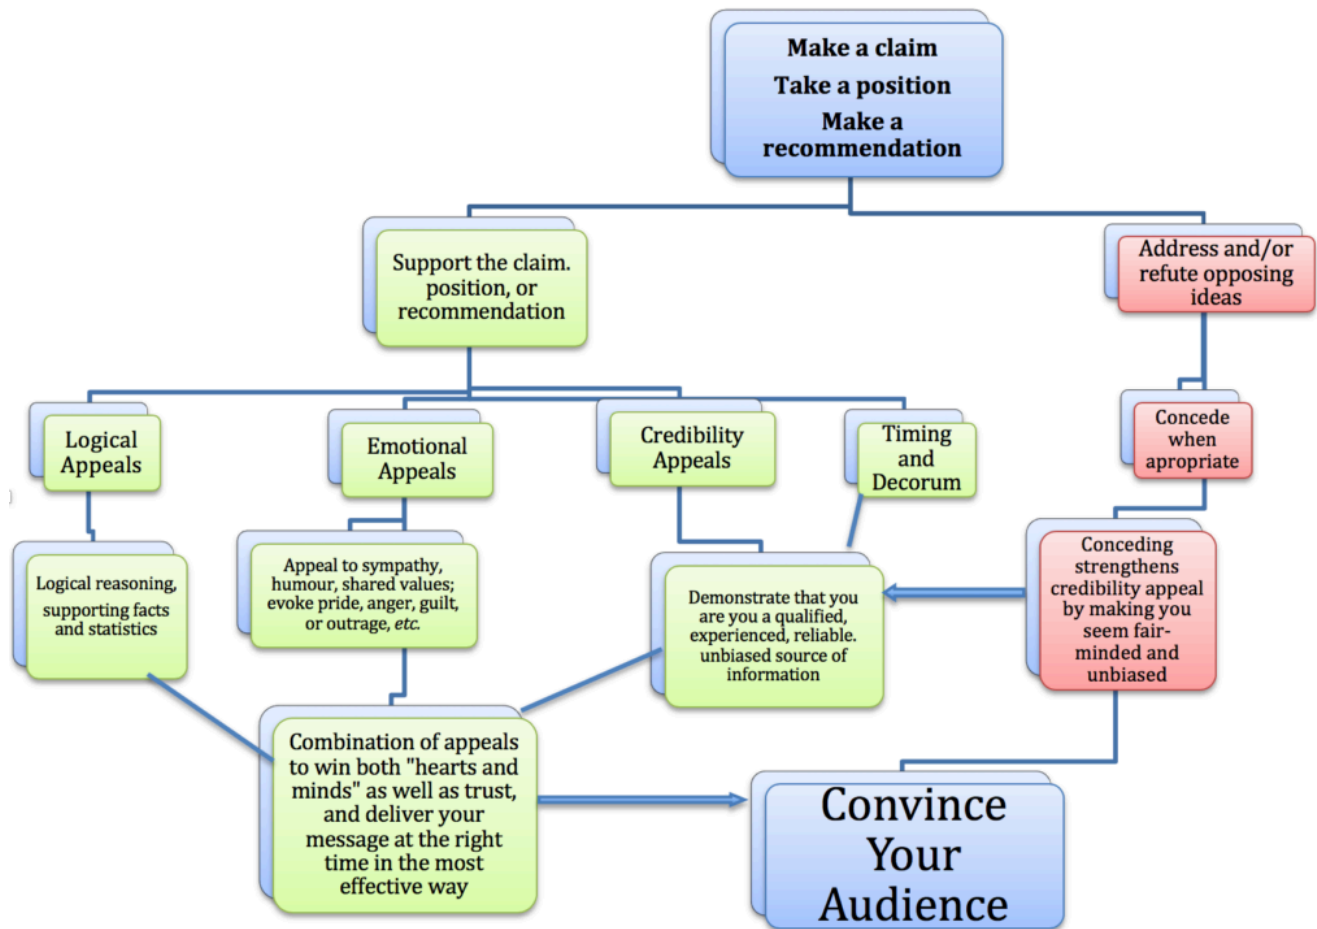 Make a claim
Take a position
Make a
recommendation
Support the claim.
position, or
recommendation
Address and/or
refute opposing
ideas
Logical
Appeals
Emotional
Appeals
Credibility
Appeals
Timing
and
Decorum
Concede
when
apropriate
Logical reasoning,
supporting facts
and statistics
Appeal to sympathy,
humour, shared values;
evoke pride, anger, guilt,
or outrage, etc.
Demonstrate that you
are you a qualified,
experienced, reliable.
unbiased source of
information
Conceding
strengthens
credibility appeal
by making you
seem fair-
minded and
unbiased
Combination of appeals
to win both "hearts and
minds" as well as trust,
and deliver your
message at the right
time in the most
effective way
Convince
Your
Audience